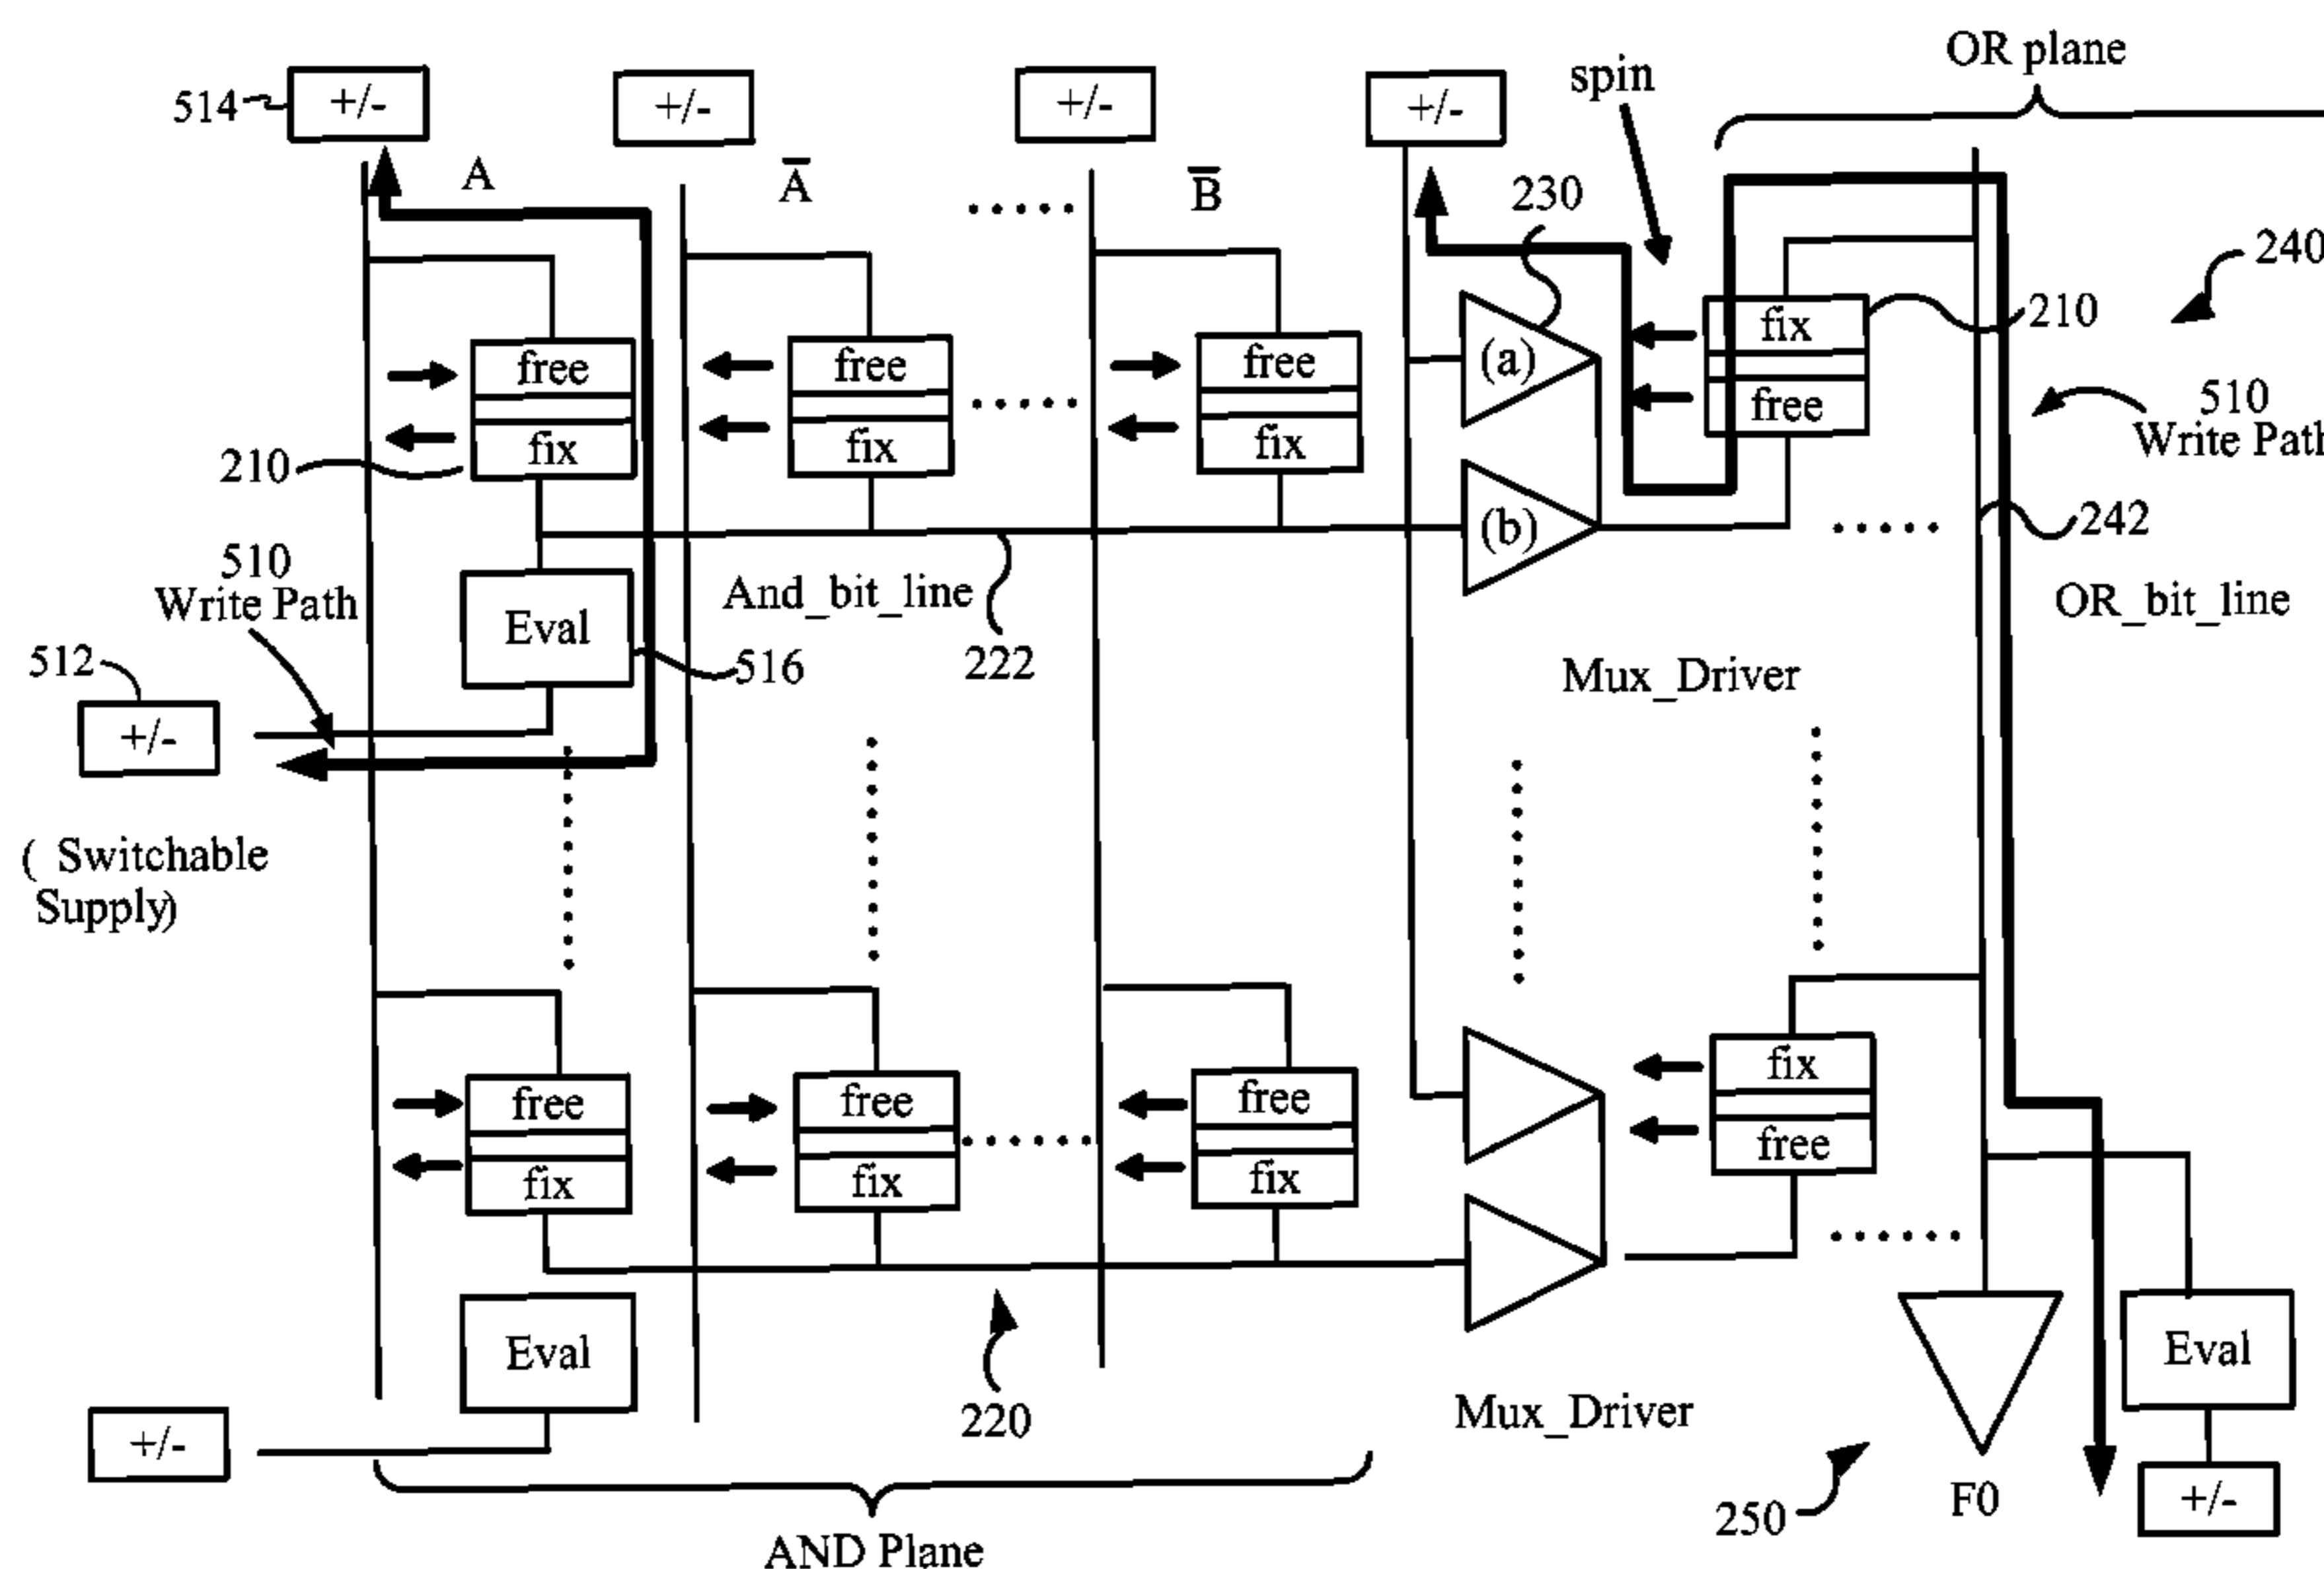 OR plane
spin
514
+/-
+/-
+/-
+/-
A
A̅
B̅
230
240
free
free
free
(a)
fix
210
fix
fix
fix
free
510
Write Path
210
(b)
242
510
Write Path
And_bit_line
OR_bit_line
Eval
516
222
Mux_Driver
512
+/-
( Switchable
Supply)
free
free
free
fix
fix
fix
fix
free
Eval
Eval
220
Mux_Driver
+/-
250
F0
+/-
AND Plane